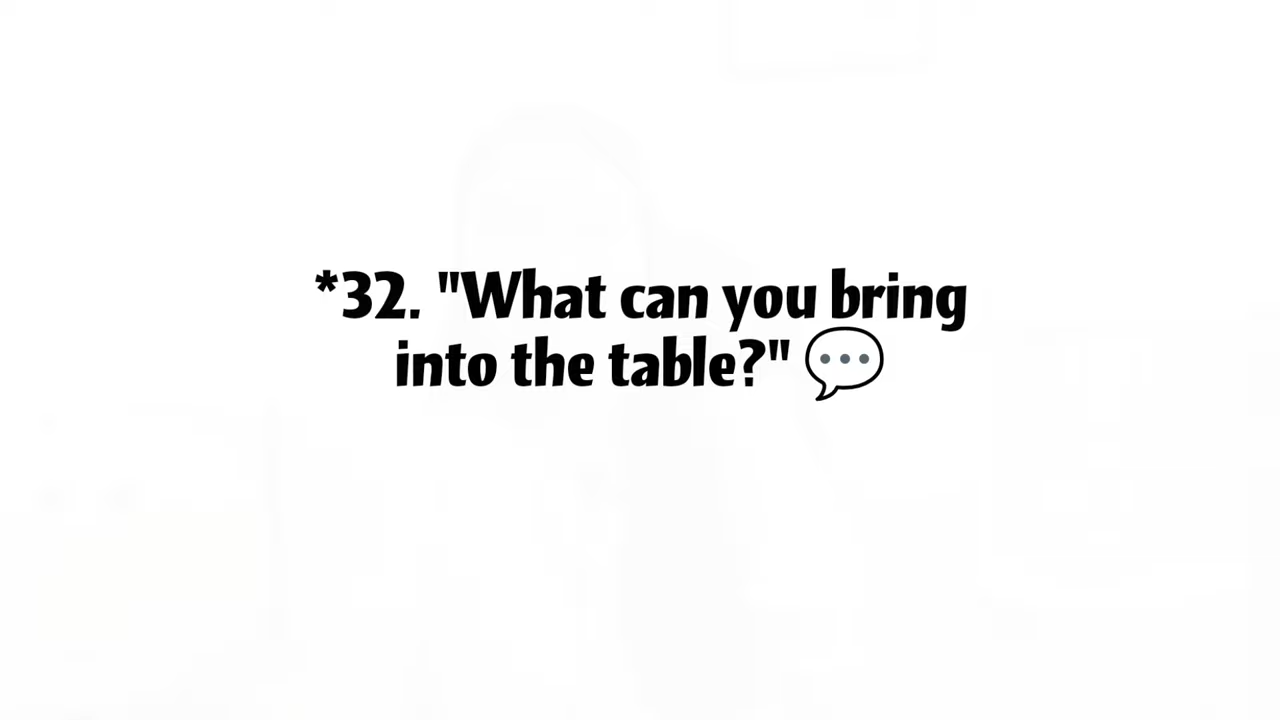 *32. "What can you bring
into the table?" 💬